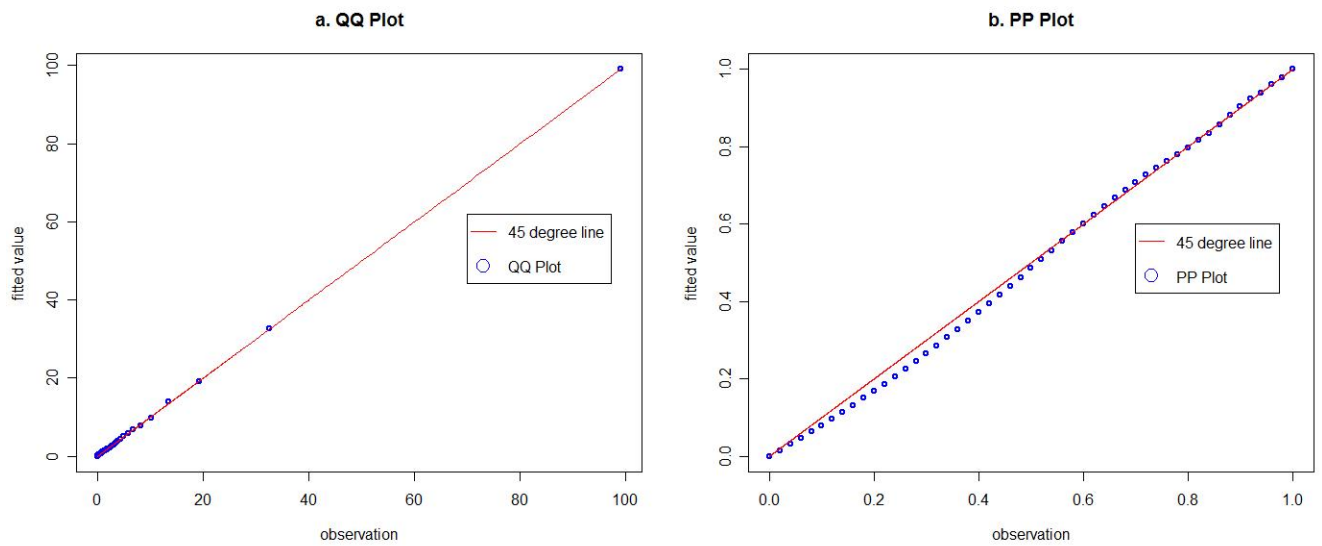 a. QQ Plot
fitted value
100
80
60
40
20
0
45 degree line
QQ Plot
0 20 40 60 80 100
observation
b. PP Plot
fitted value
1.0
0.8
0.6
0.4
0.2
0.0
45 degree line
PP Plot
0.0 0.2 0.4 0.6 0.8 1.0
observation